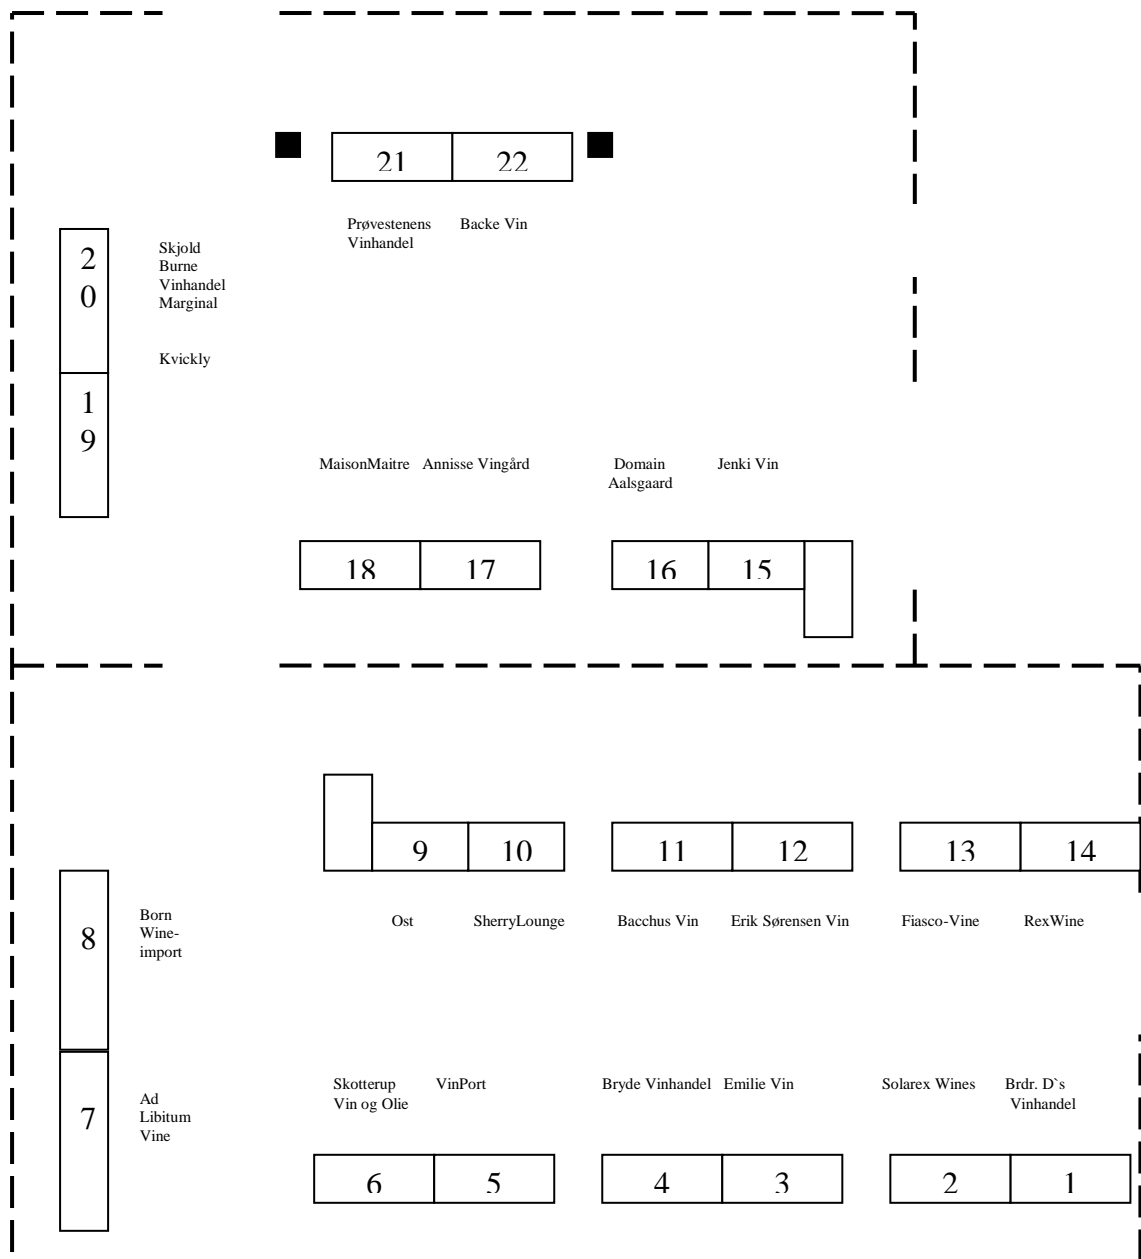 21 22
Prøvestenens Backe Vin
Vinhandel
2
0
Skjold
Burne
Vinhandel
Marginal
Kvickly
1
9
MaisonMaitre Annisse Vingård Domain Jenki Vin
Aalsgaard
18 17 16 15
9 10 11 12 13 14
Ost SherryLounge Bacchus Vin Erik Sørensen Vin Fiasco-Vine RexWine
8
Born
Wine-
import
7
Ad
Libitum
Vine
Skotterup VinPort Bryde Vinhandel Emilie Vin Solarex Wines Brdr. D`s
Vin og Olie Vinhandel
6 5 4 3 2 1